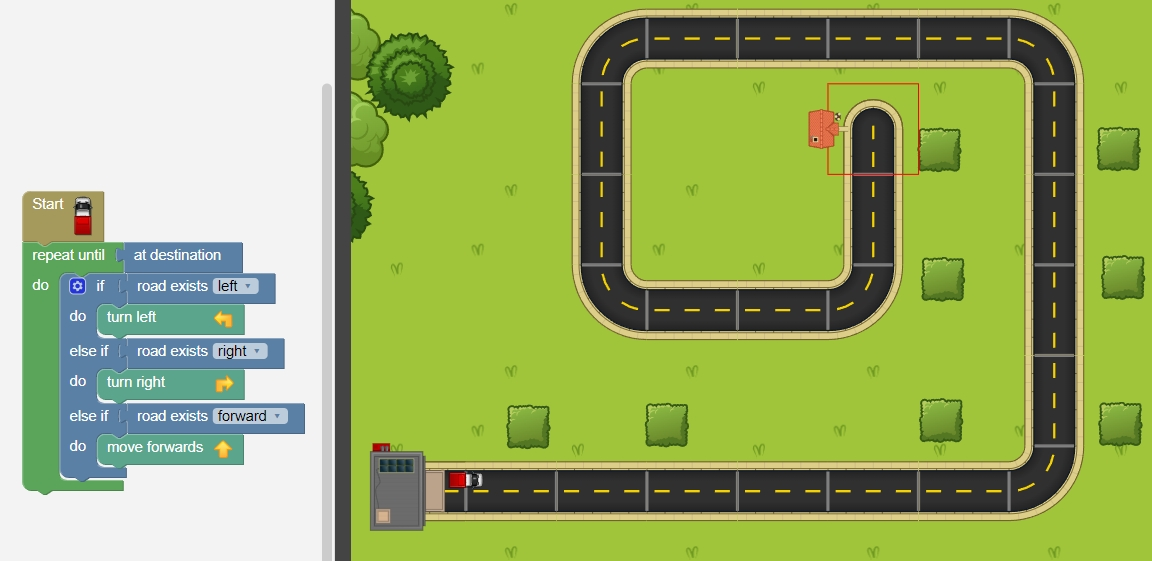 Start
repeat until at destination
do if road exists left
do turn left
else if road exists right
do turn right
else if road exists forward
do move forwards